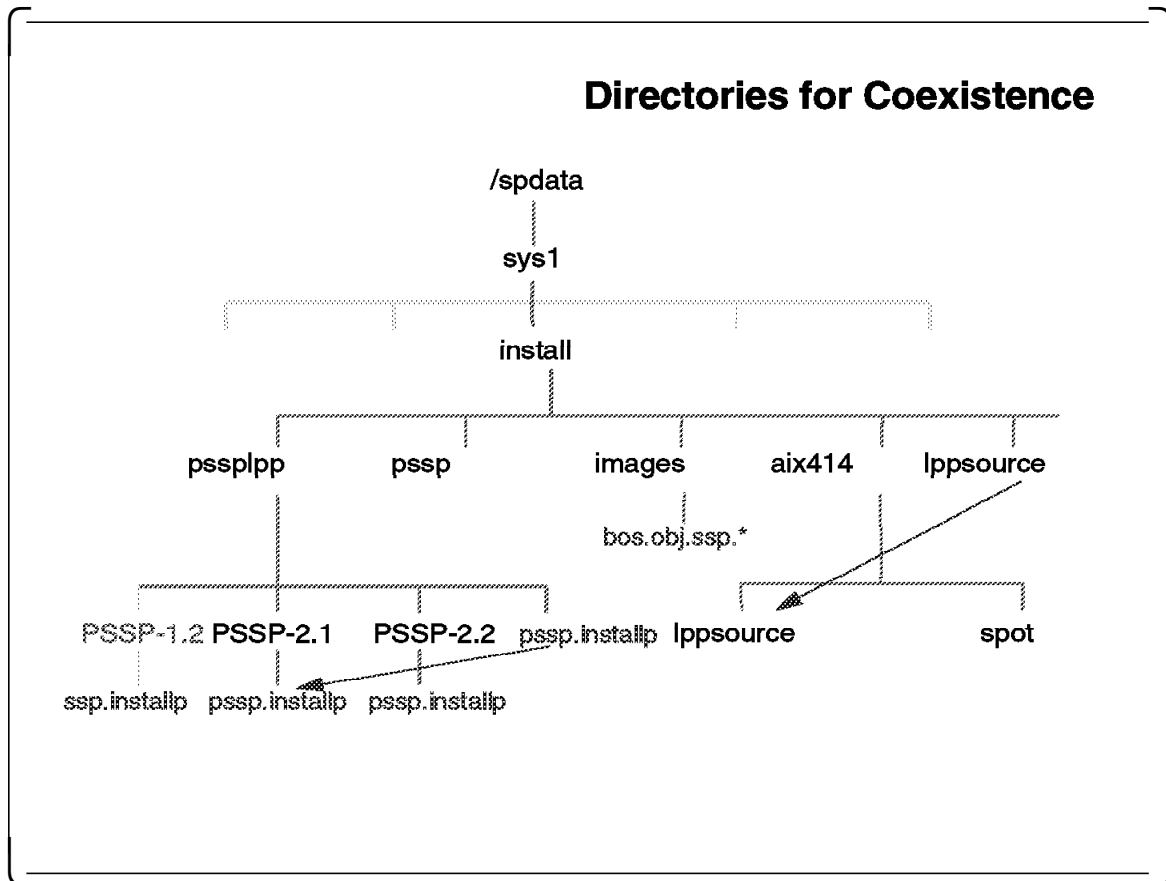 Directories for Coexistence
/spdata
sys1
install
pssplpp pssp images aix414 lppsource
bos.obj.ssp.*
PSSP-1.2 PSSP-2.1 PSSP-2.2 pssp.installp lppsource spot
ssp.installp pssp.installp pssp.installp